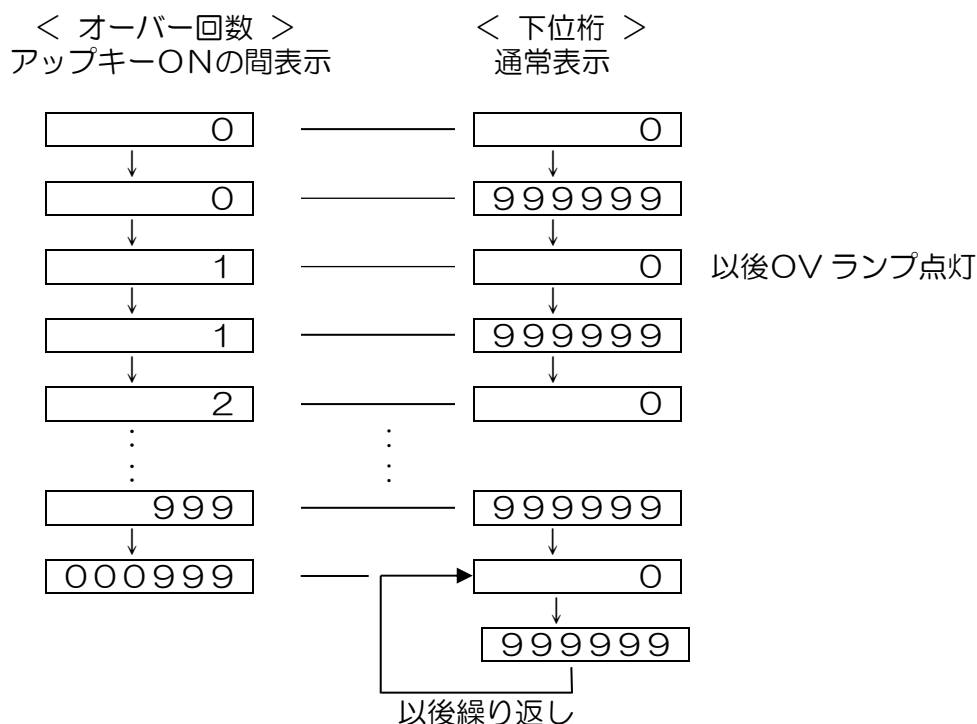 ＜ オーバー回数 ＞　＜ 下位桁 ＞
アップキーＯＮの間表示　通常表示
０　０
０　９９９９９９
１　０　以後ＯＶ ランプ点灯
１　９９９９９９
２　０
９９９　９９９９９９
０００９９９　０
９９９９９９
以後繰り返し